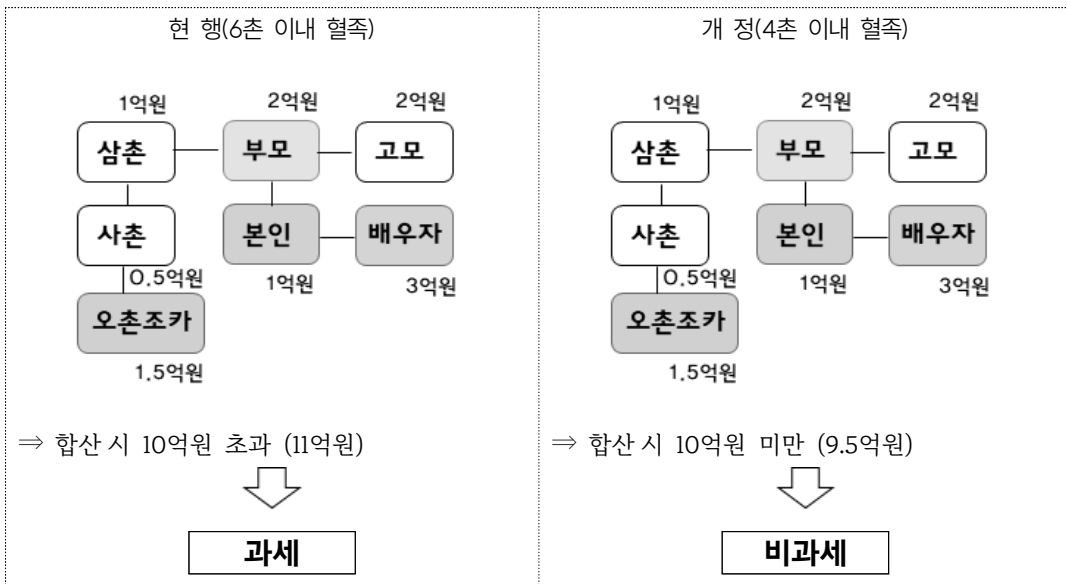 현 행(6촌 이내 혈족)
1억원 2억원 2억원
삼촌 부모 고모
사촌 본인 배우자
0.5억원 1억원 3억원
오촌조카
1.5억원
⇒ 합산 시 10억원 초과 (11억원)
과세
개 정(4촌 이내 혈족)
1억원 2억원 2억원
삼촌 부모 고모
사촌 본인 배우자
0.5억원 1억원 3억원
오촌조카
1.5억원
⇒ 합산 시 10억원 미만 (9.5억원)
비과세